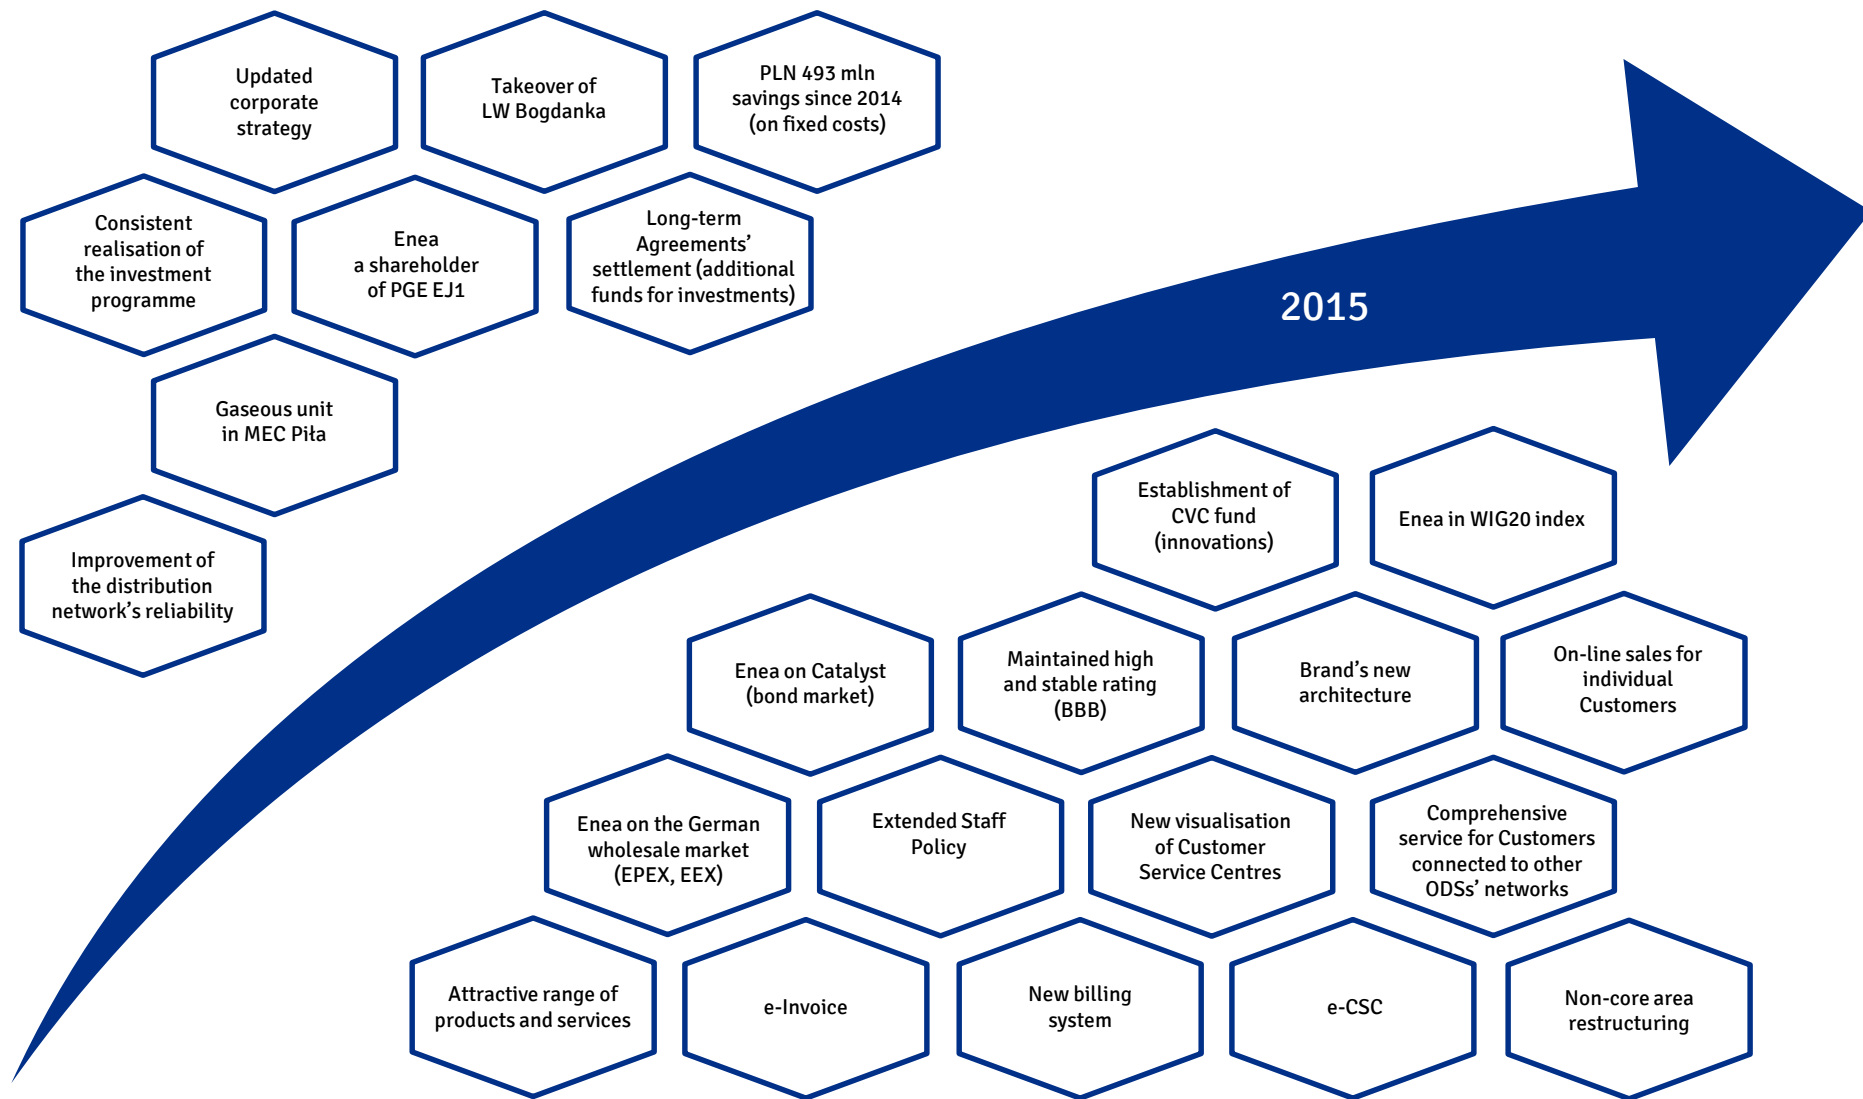 Updated
corporate
strategy
Takeover of
LW Bogdanka
PLN 493 mln
savings since 2014
(on fixed costs)
Consistent
realisation of
the investment
programme
Enea
a shareholder
of PGE EJ1
Long-term
Agreements’
settlement (additional
funds for investments)
2015
Gaseous unit
in MEC Piła
Improvement of
the distribution
network’s reliability
Establishment of
CVC fund
(innovations)
Enea in WIG20 index
Enea on Catalyst
(bond market)
Maintained high
and stable rating
(BBB)
Brand’s new
architecture
On-line sales for
individual
Customers
Enea on the German
wholesale market
(EPEX, EEX)
Extended Staff
Policy
New visualisation
of Customer
Service Centres
Comprehensive
service for Customers
connected to other
ODSs’ networks
Attractive range of
products and services
e-Invoice
New billing
system
e-CSC
Non-core area
restructuring